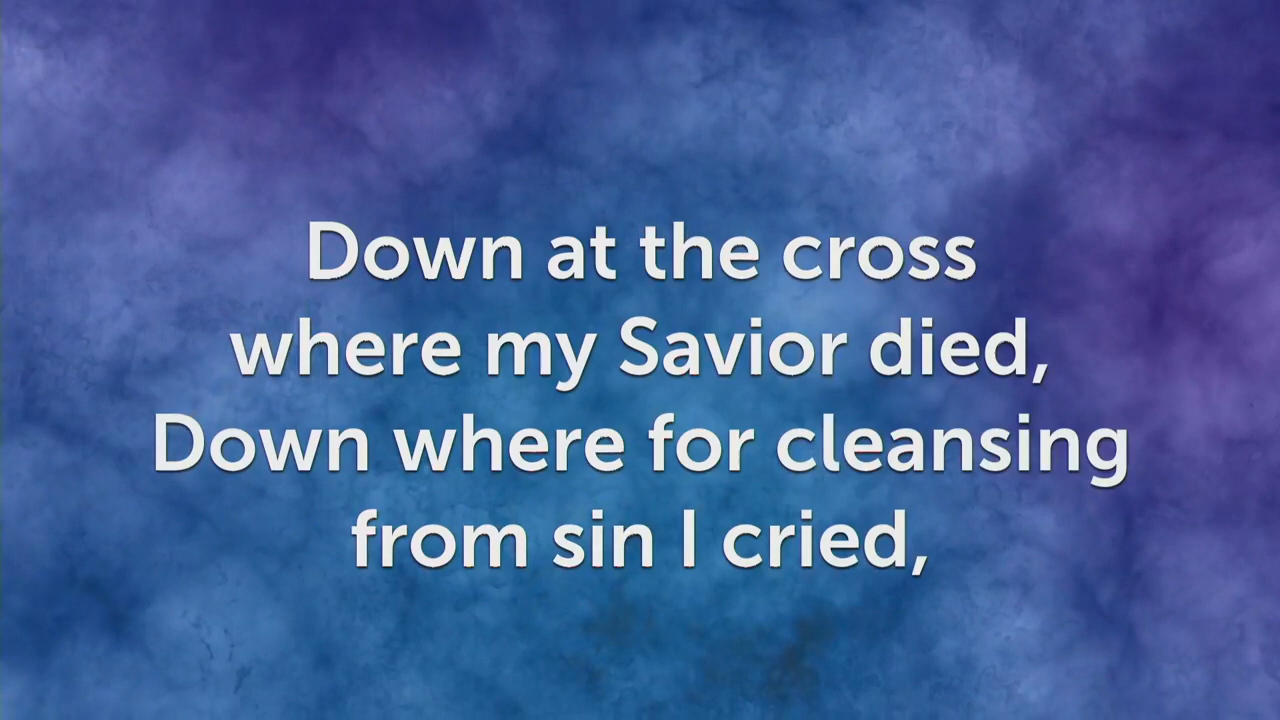 Down at the cross
where my Savior died,
Down where for cleansing
from sin I cried,